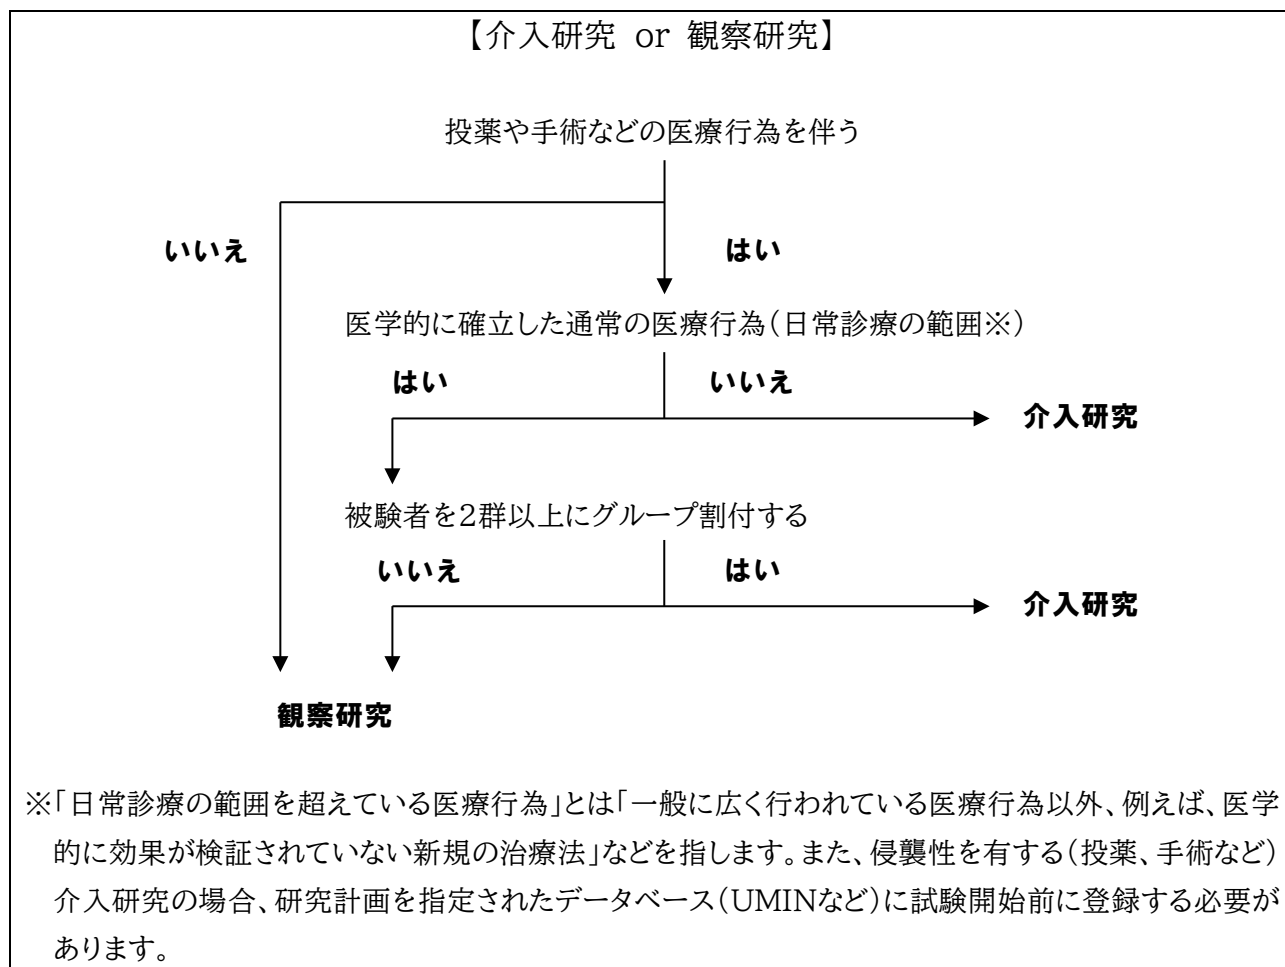 【介入研究 or 観察研究】
投薬や手術などの医療行為を伴う
いいえ
はい
医学的に確立した通常の医療行為(日常診療の範囲※)
はい
いいえ
介入研究
被験者を2群以上にグループ割付する
いいえ
はい
介入研究
観察研究
※「日常診療の範囲を超えている医療行為」とは「一般に広く行われている医療行為以外、例えば、医学
的に効果が検証されていない新規の治療法」などを指します。また、侵襲性を有する(投薬、手術など)
介入研究の場合、研究計画を指定されたデータベース(UMINなど)に試験開始前に登録する必要が
あります。